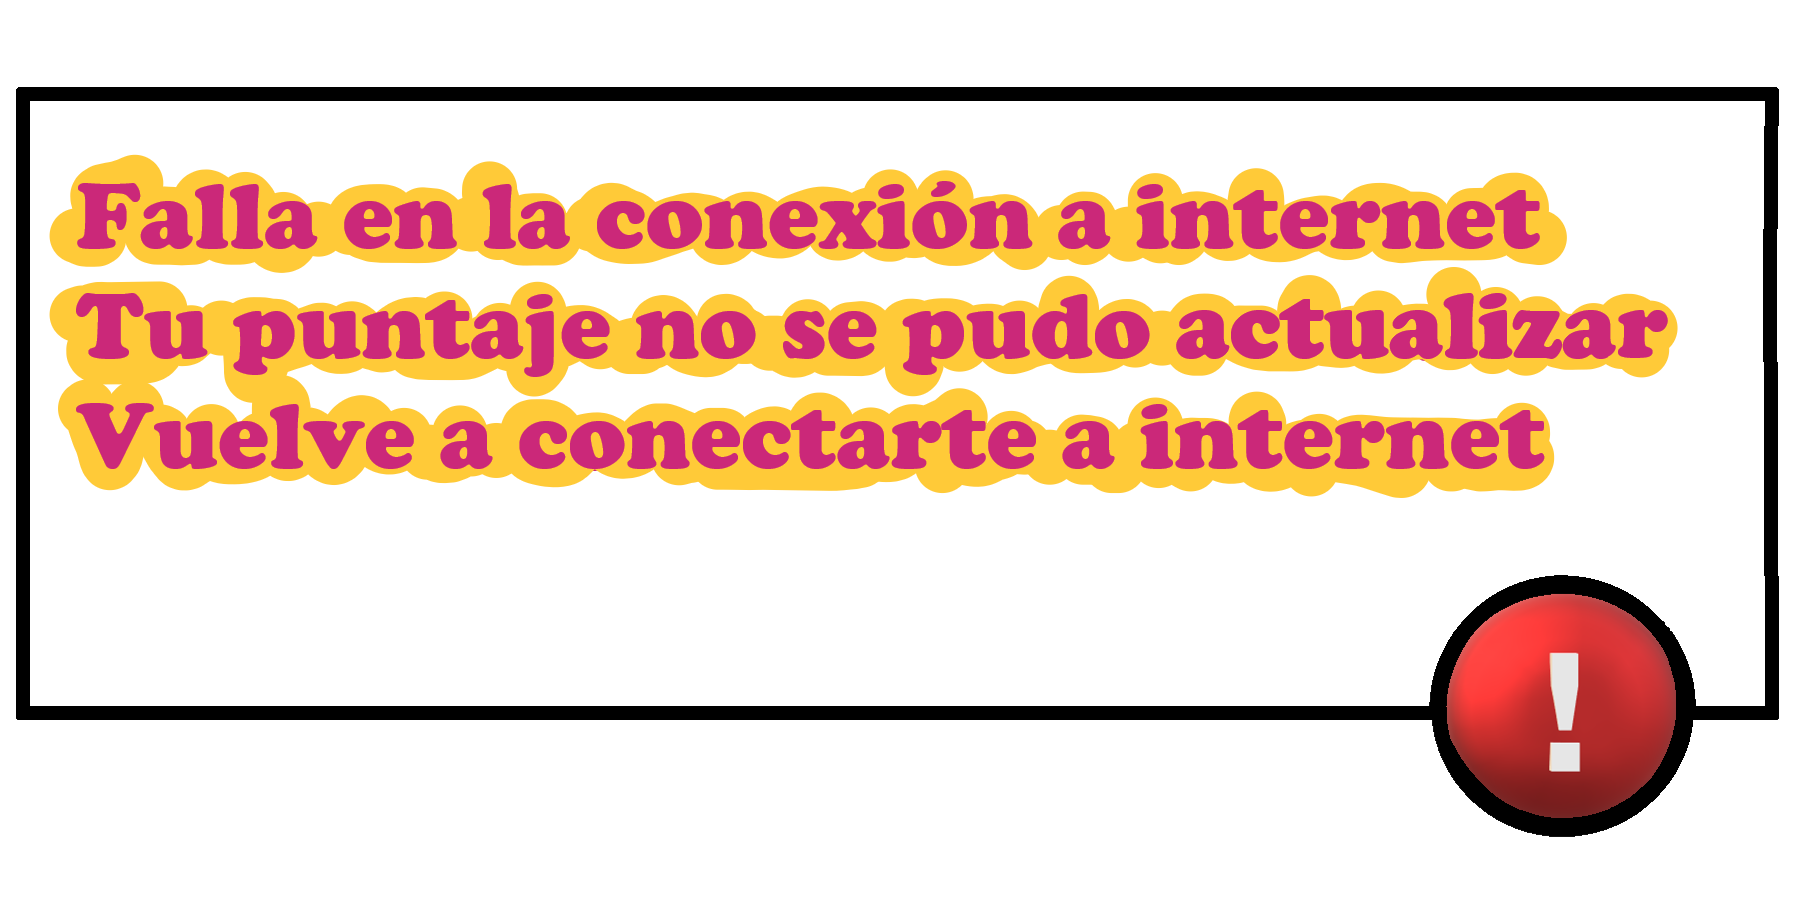 Falla en la conexión a internet
Tu puntaje no se pudo actualizar
Vuelve a conectarte a internet
!